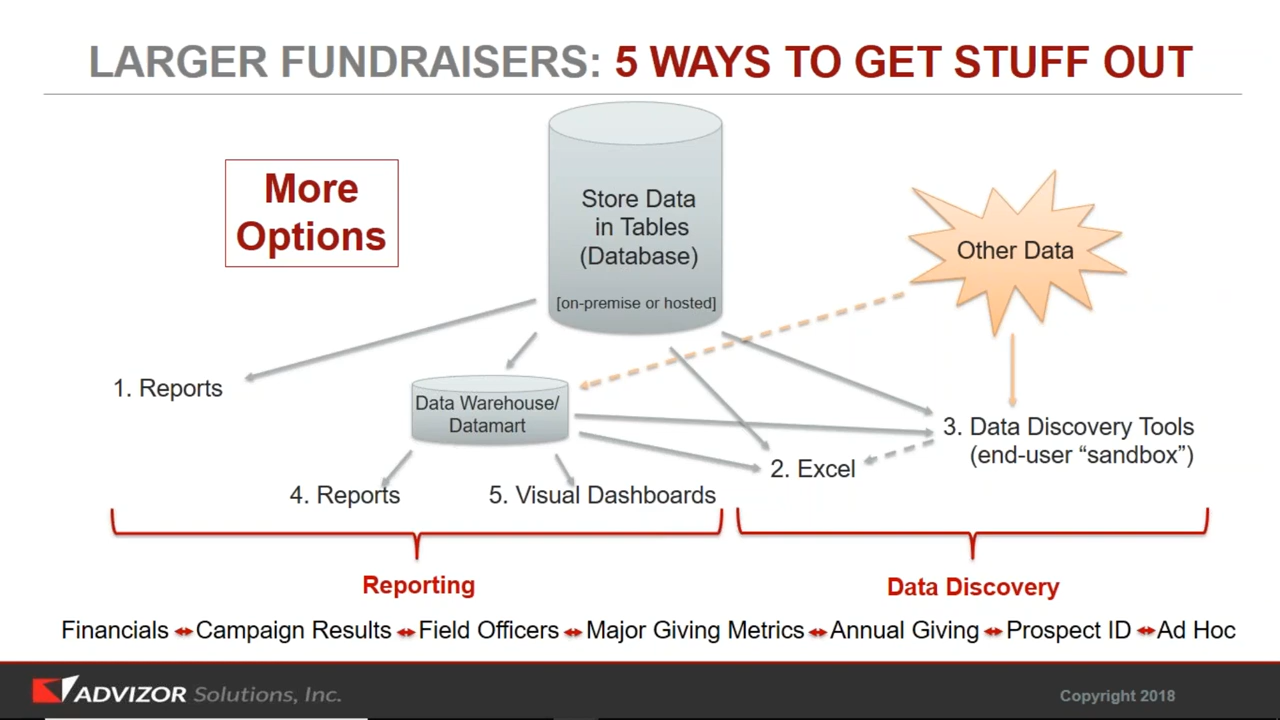 LARGER FUNDRAISERS: 5 WAYS TO GET STUFF OUT
More
Options
Store Data
in Tables
(Database)
[on-premise or hosted]
Other Data
1. Reports
Data Warehouse/
Datamart
3. Data Discovery Tools
(end-user “sandbox”)
2. Excel
4. Reports
5. Visual Dashboards
Reporting
Data Discovery
Financials Campaign Results Field Officers Major Giving Metrics Annual Giving Prospect ID Ad Hoc
ADVIZOR Solutions, Inc.
Copyright 2018